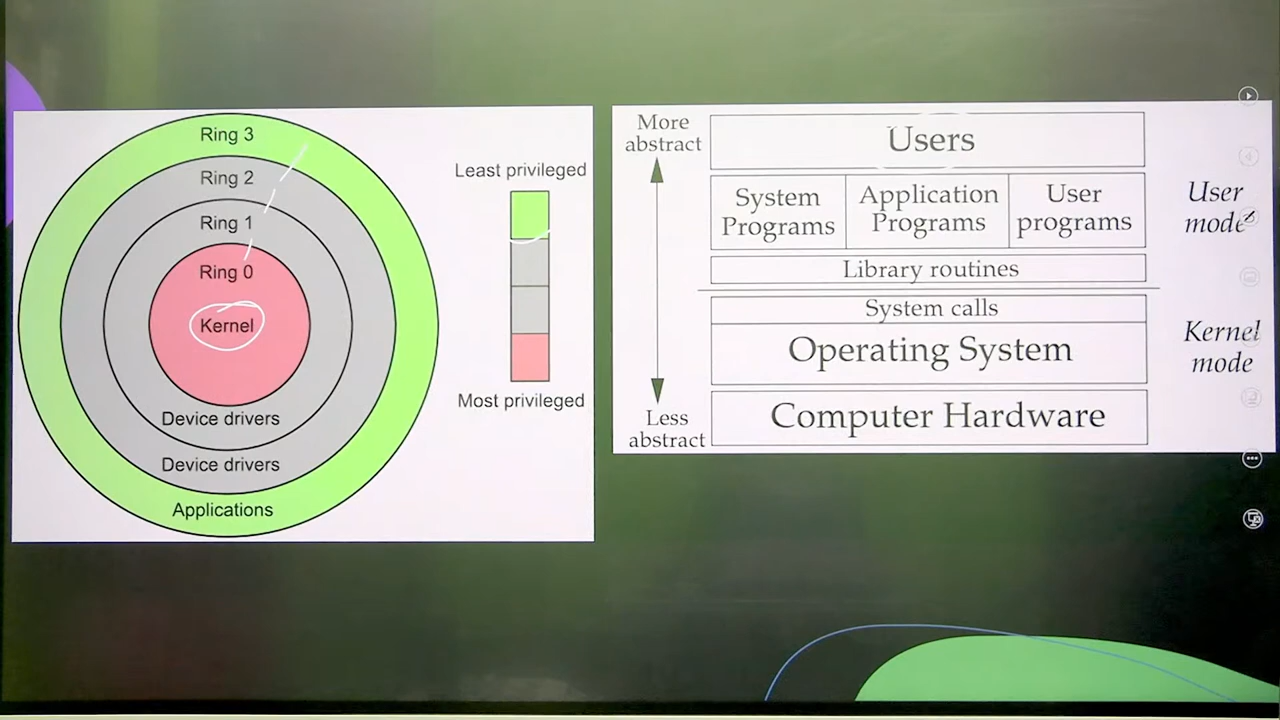 Ring 3
Ring 2
Ring 1
Ring 0
Kernel
Device drivers
Device drivers
Applications
Least privileged
Most privileged
More
abstract
Less
abstract
Users
System
Programs
Application
Programs
User
programs
Library routines
System calls
Operating System
Computer Hardware
User
mode
Kernel
mode